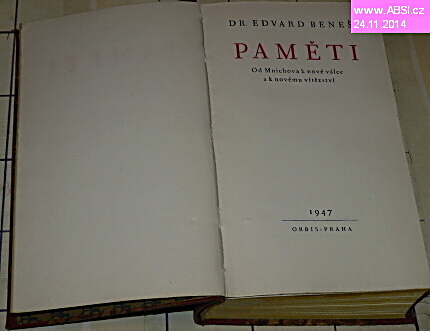 www.ABSI.cz
24.11.2014
DR. EDVARD BENEŠ
PAMĚTI
Od Mnichova k nové válce
a k novému vítězství
1947
ORBIS-PRAHA